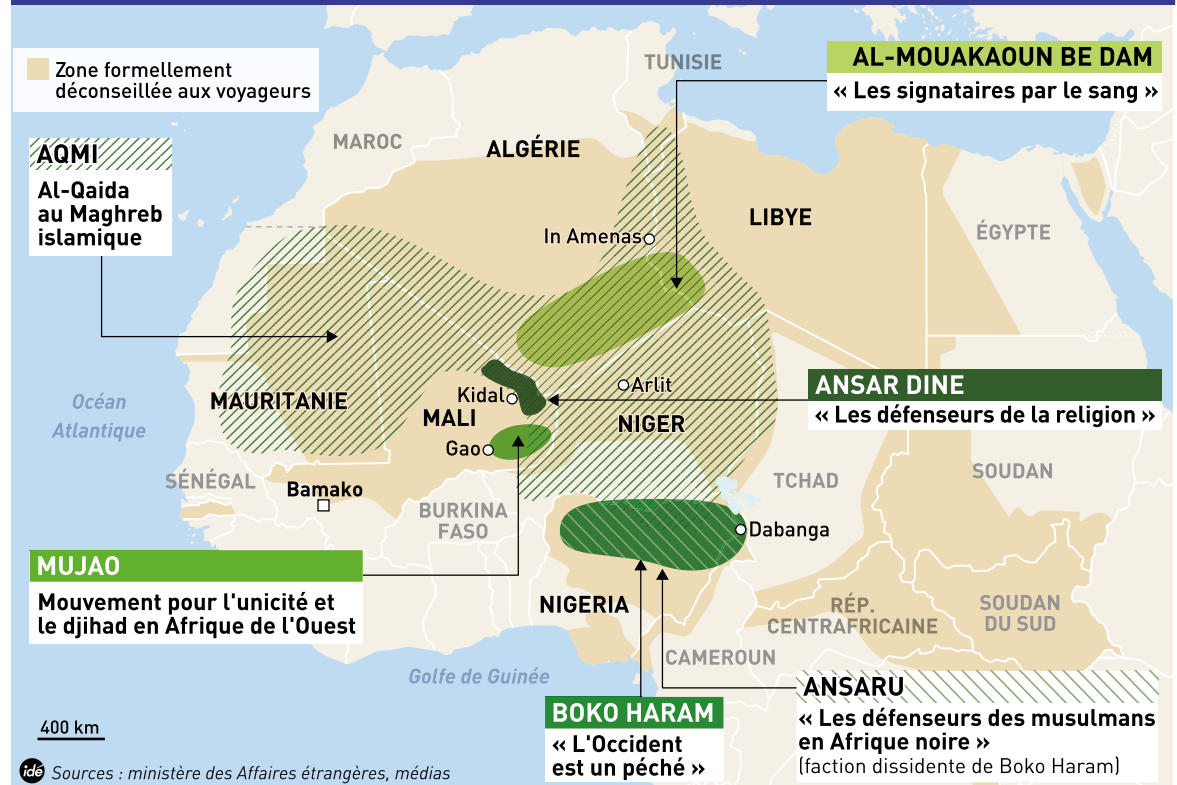 Zone formellement
déconseillée aux voyageurs
TUNISIE
AL-MOUAKAOUN BE DAM
« Les signataires par le sang »
MAROC
ALGÉRIE
AQMI
Al-Qaida
au Maghreb
islamique
LIBYE
ÉGYPTE
In Amenas
ANSAR DINE
« Les défenseurs de la religion »
Arlit
Kidal
MAURITANIE
MALI
NIGER
Océan
Atlantique
Gao
SÉNÉGAL
Bamako
TCHAD
SOUDAN
BURKINA
FASO
Dabanga
MUJAO
Mouvement pour l'unicité et
le djihad en Afrique de l'Ouest
NIGERIA
RÉP.
CENTRAFRICAINE
SOUDAN
DU SUD
CAMEROUN
Golfe de Guinée
ANSARU
« Les défenseurs des musulmans
en Afrique noire »
(faction dissidente de Boko Haram)
BOKO HARAM
« L'Occident
est un péché »
400 km
idé
Sources : ministère des Affaires étrangères, médias